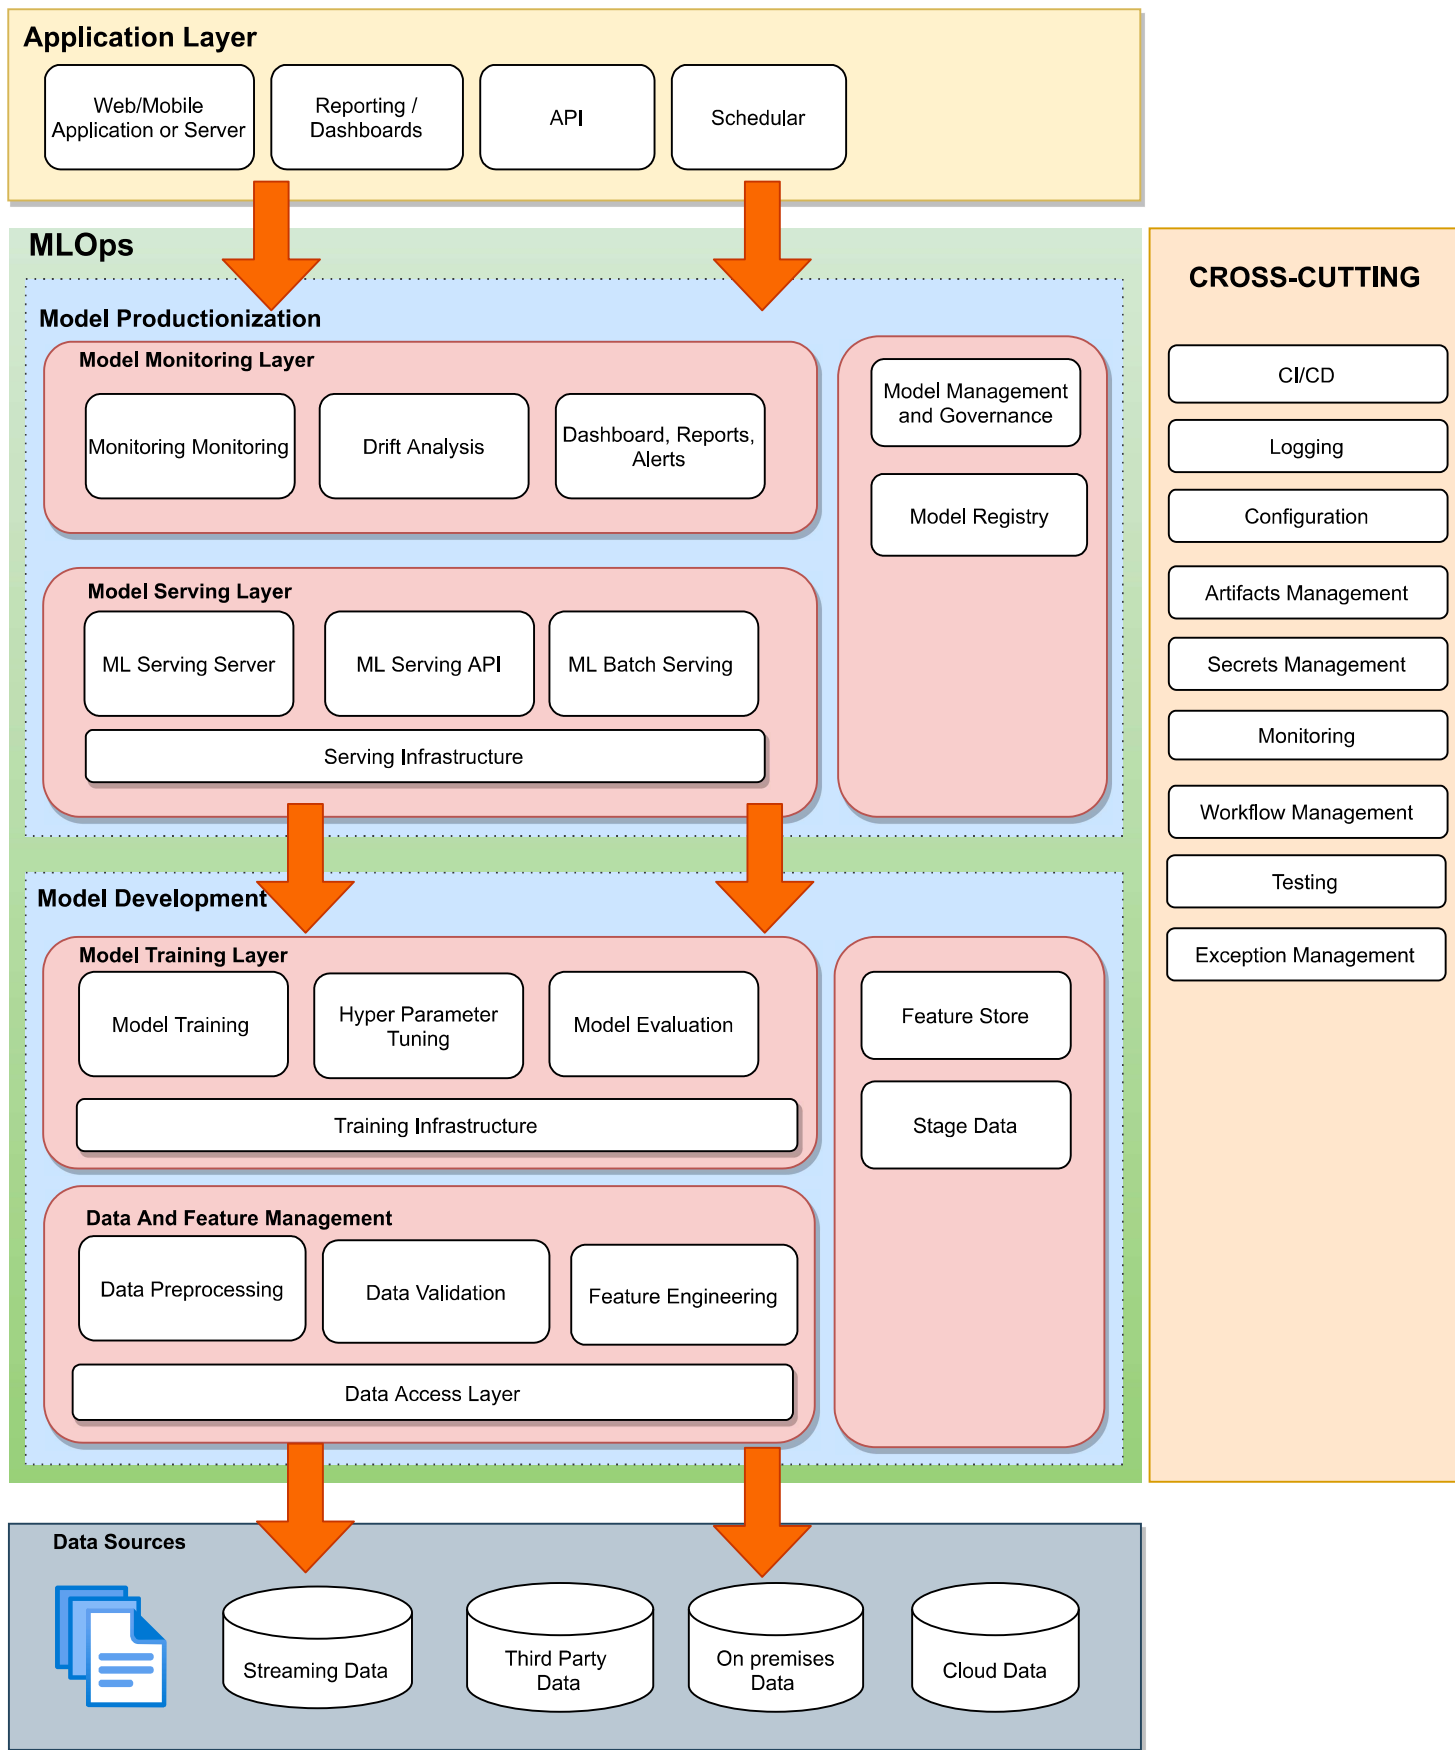 Application Layer
Web/Mobile
Application or Server
Reporting /
Dashboards
API
Schedular
MLOps
Model Productionization
Model Monitoring Layer
Monitoring Monitoring
Drift Analysis
Dashboard, Reports,
Alerts
Model Management
and Governance
Model Registry
Model Serving Layer
ML Serving Server
ML Serving API
ML Batch Serving
Serving Infrastructure
Model Development
Model Training Layer
Model Training
Hyper Parameter
Tuning
Model Evaluation
Training Infrastructure
Feature Store
Stage Data
Data And Feature Management
Data Preprocessing
Data Validation
Feature Engineering
Data Access Layer
CROSS-CUTTING
CI/CD
Logging
Configuration
Artifacts Management
Secrets Management
Monitoring
Workflow Management
Testing
Exception Management
Data Sources
Streaming Data
Third Party
Data
On premises
Data
Cloud Data